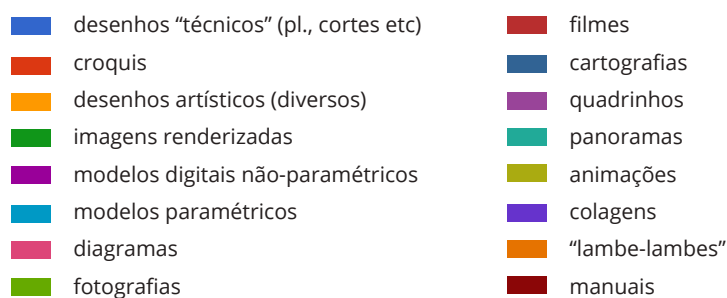 desenhos “técnicos” (pl., cortes etc)
croquis
desenhos artísticos (diversos)
imagens renderizadas
modelos digitais não-paramétricos
modelos paramétricos
diagramas
fotografias
filmes
cartografias
quadrinhos
panoramas
animações
colagens
“lambe-lambes”
manuais